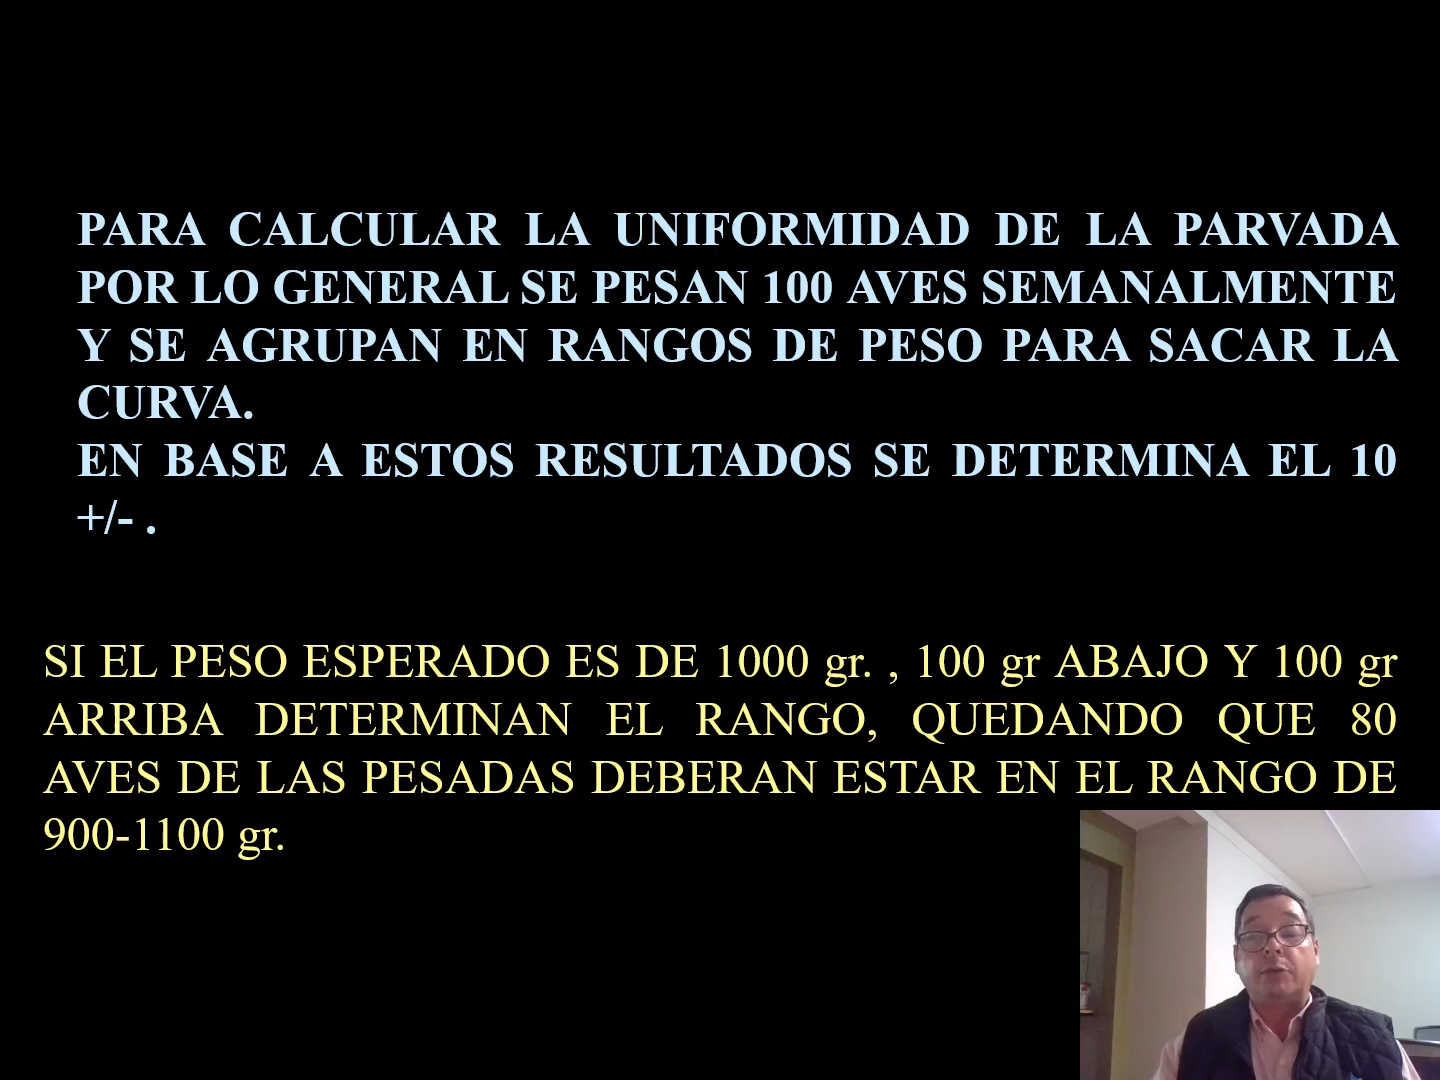 PARA CALCULAR LA UNIFORMIDAD DE LA PARVADA
POR LO GENERAL SE PESAN 100 AVES SEMANALMENTE
Y SE AGRUPAN EN RANGOS DE PESO PARA SACAR LA
CURVA.
EN BASE A ESTOS RESULTADOS SE DETERMINA EL 10
+/- .
SI EL PESO ESPERADO ES DE 1000 gr. , 100 gr ABAJO Y 100 gr
ARRIBA DETERMINAN EL RANGO, QUEDANDO QUE 80
AVES DE LAS PESADAS DEBERAN ESTAR EN EL RANGO DE
900-1100 gr.